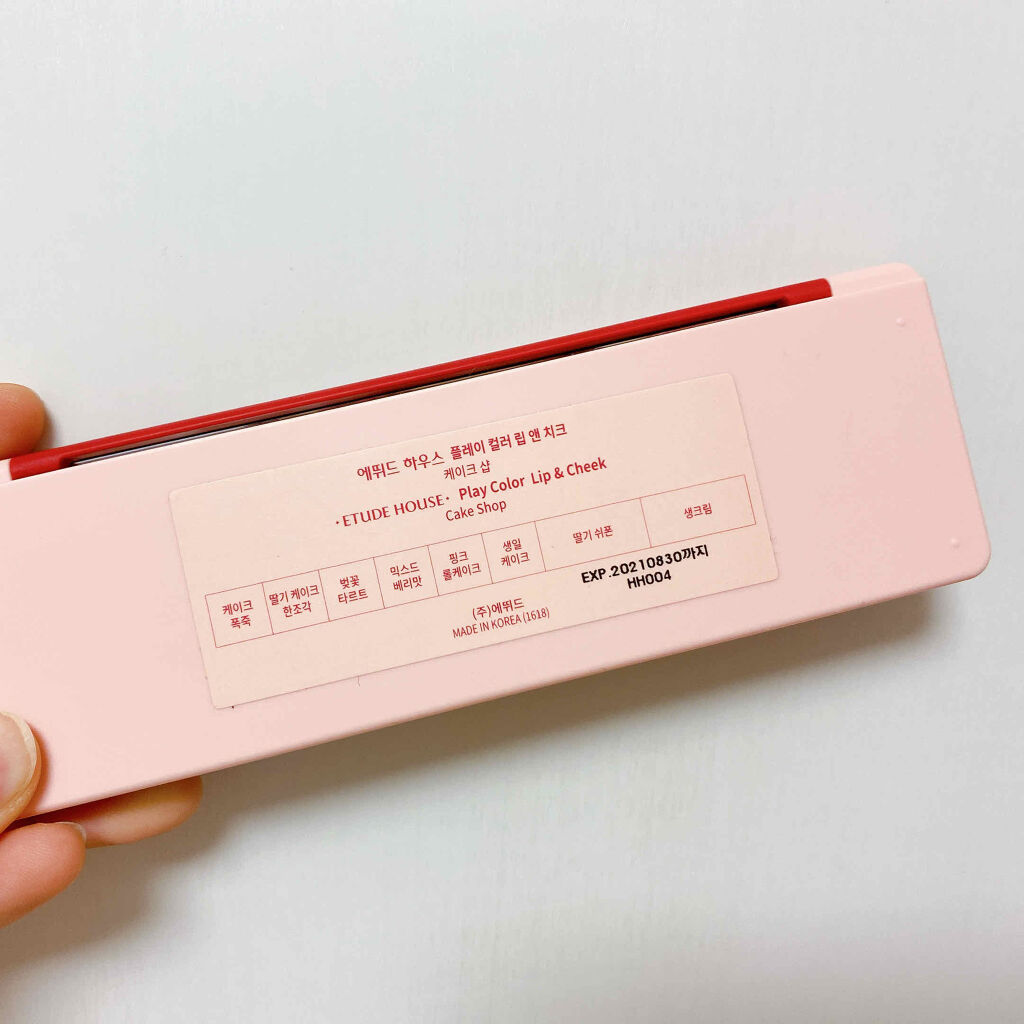 에뛰드 하우스 플레이 컬러 립 앤 치크
케이크 샵
·ETUDE HOUSE· Play Color Lip & Cheek
Cake Shop
케이크
폭죽
딸기 케이크
한조각
벚꽃
타르트
믹스드
베리맛
핑크
롤케이크
생일
케이크
딸기 쉬폰
생크림
EXP.20210830까지
HH004
(주)에뛰드
MADE IN KOREA (1618)